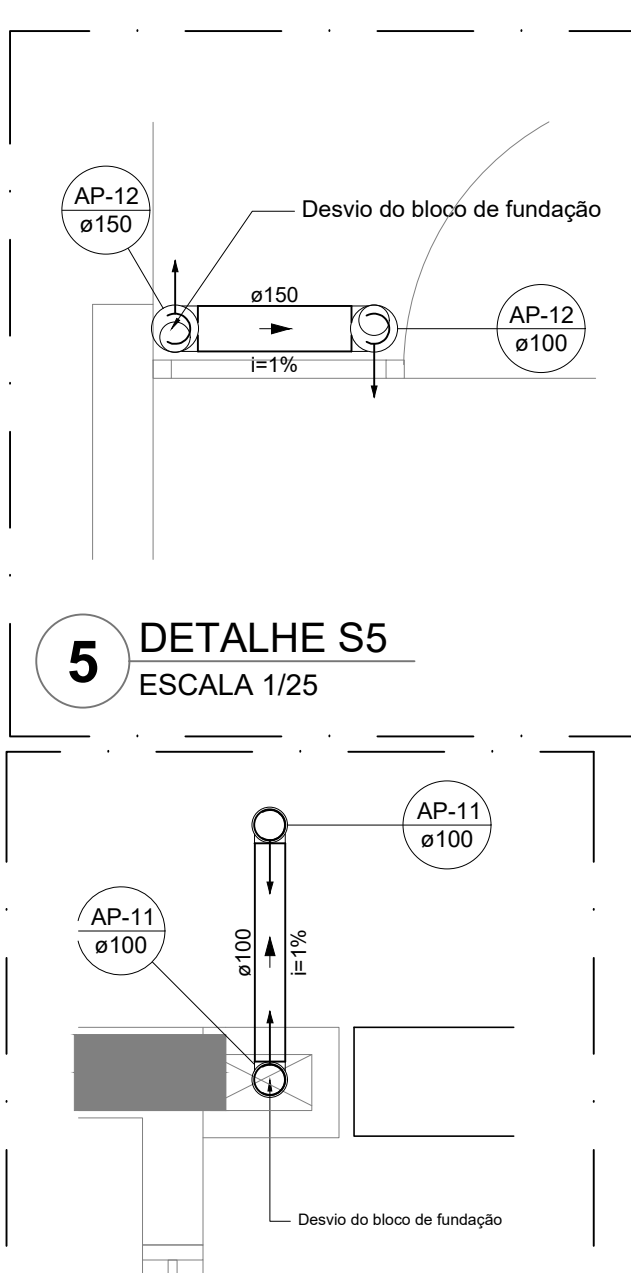 AP-12
ø150
Desvio do bloco de fundação
ø150
AP-12
ø100
i=1%
5
DETALHE S5
ESCALA 1/25
AP-11
ø100
AP-11
ø100
ø100
i=1%
Desvio do bloco de fundação